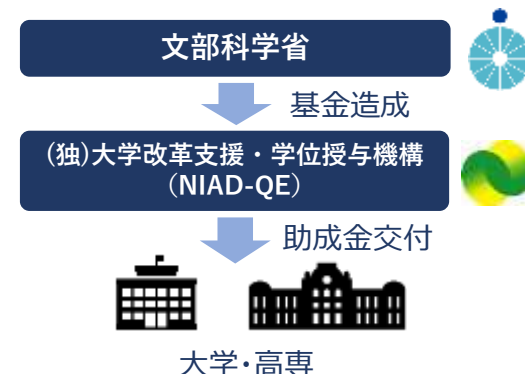 文部科学省
基金造成
(独)大学改革支援・学位授与機構
(NIAD-QE)
助成金交付
大学・高専